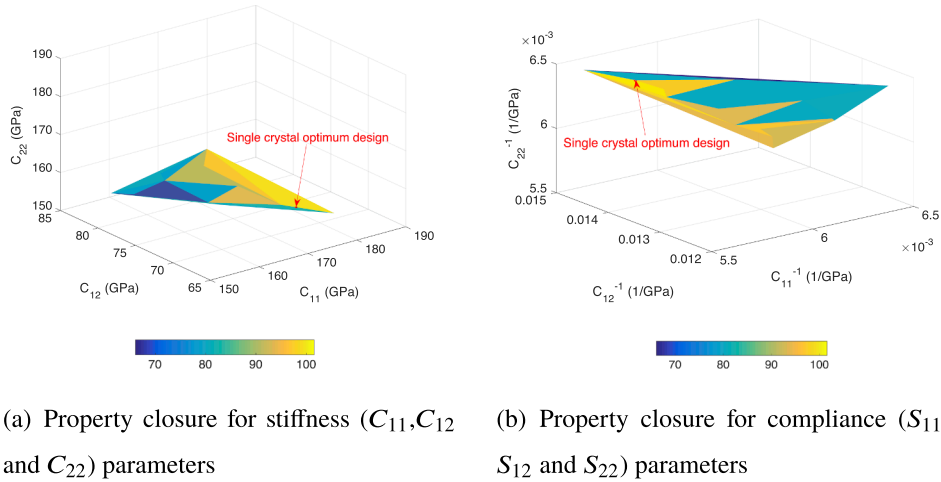 190
180
170
160
150
C22 (GPa)
85
80
75
70
65
C12 (GPa)
150
160
170
180
190
C11 (GPa)
Single crystal optimum design
70 80 90 100
×10-3
6.5
6
5.5
C22-1 (1/GPa)
0.015
0.014
0.013
0.012
C12-1 (1/GPa)
5.5
6
6.5
×10-3
C11-1 (1/GPa)
Single crystal optimum design
70 80 90 100
(a) Property closure for stiffness (C11,C12
and C22) parameters
(b) Property closure for compliance (S11
S12 and S22) parameters